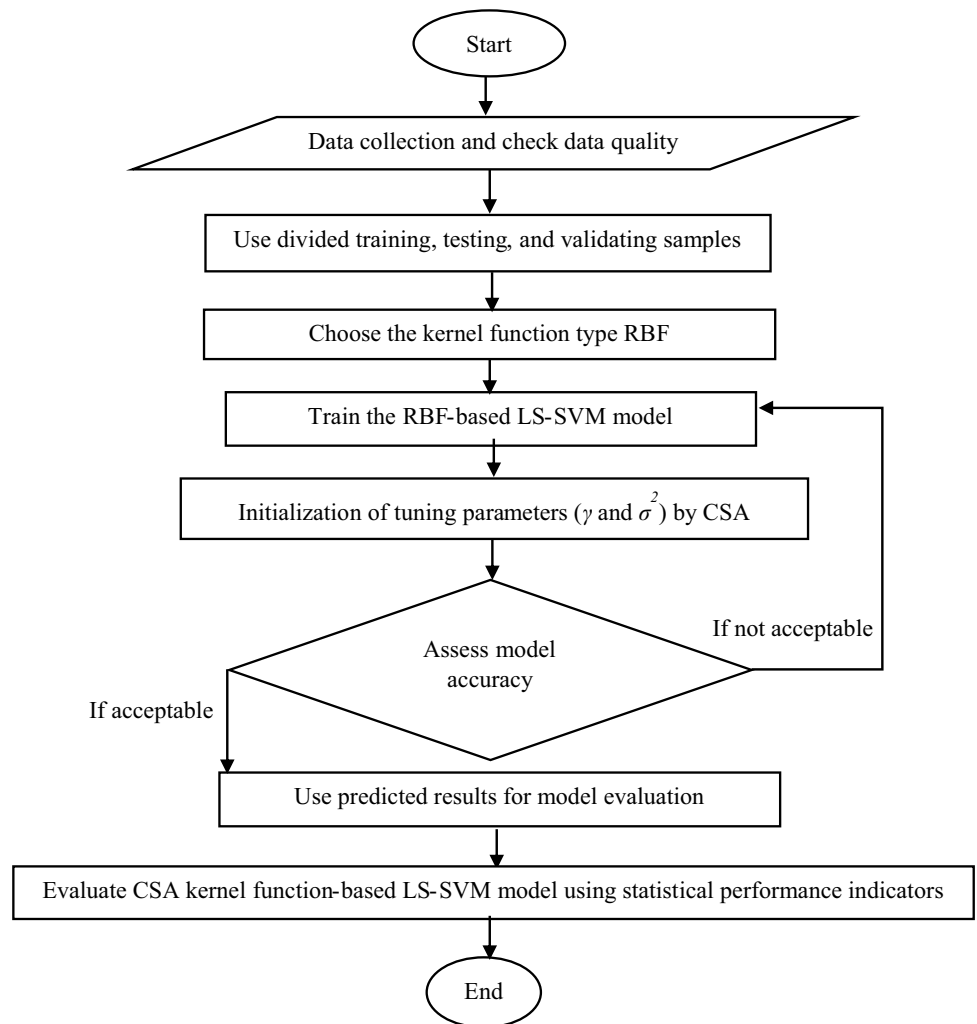 Start
Data collection and check data quality
Use divided training, testing, and validating samples
Choose the kernel function type RBF
Train the RBF-based LS-SVM model
Initialization of tuning parameters (γ and σ²) by CSA
Assess model
accuracy
If not acceptable
If acceptable
Use predicted results for model evaluation
Evaluate CSA kernel function-based LS-SVM model using statistical performance indicators
End